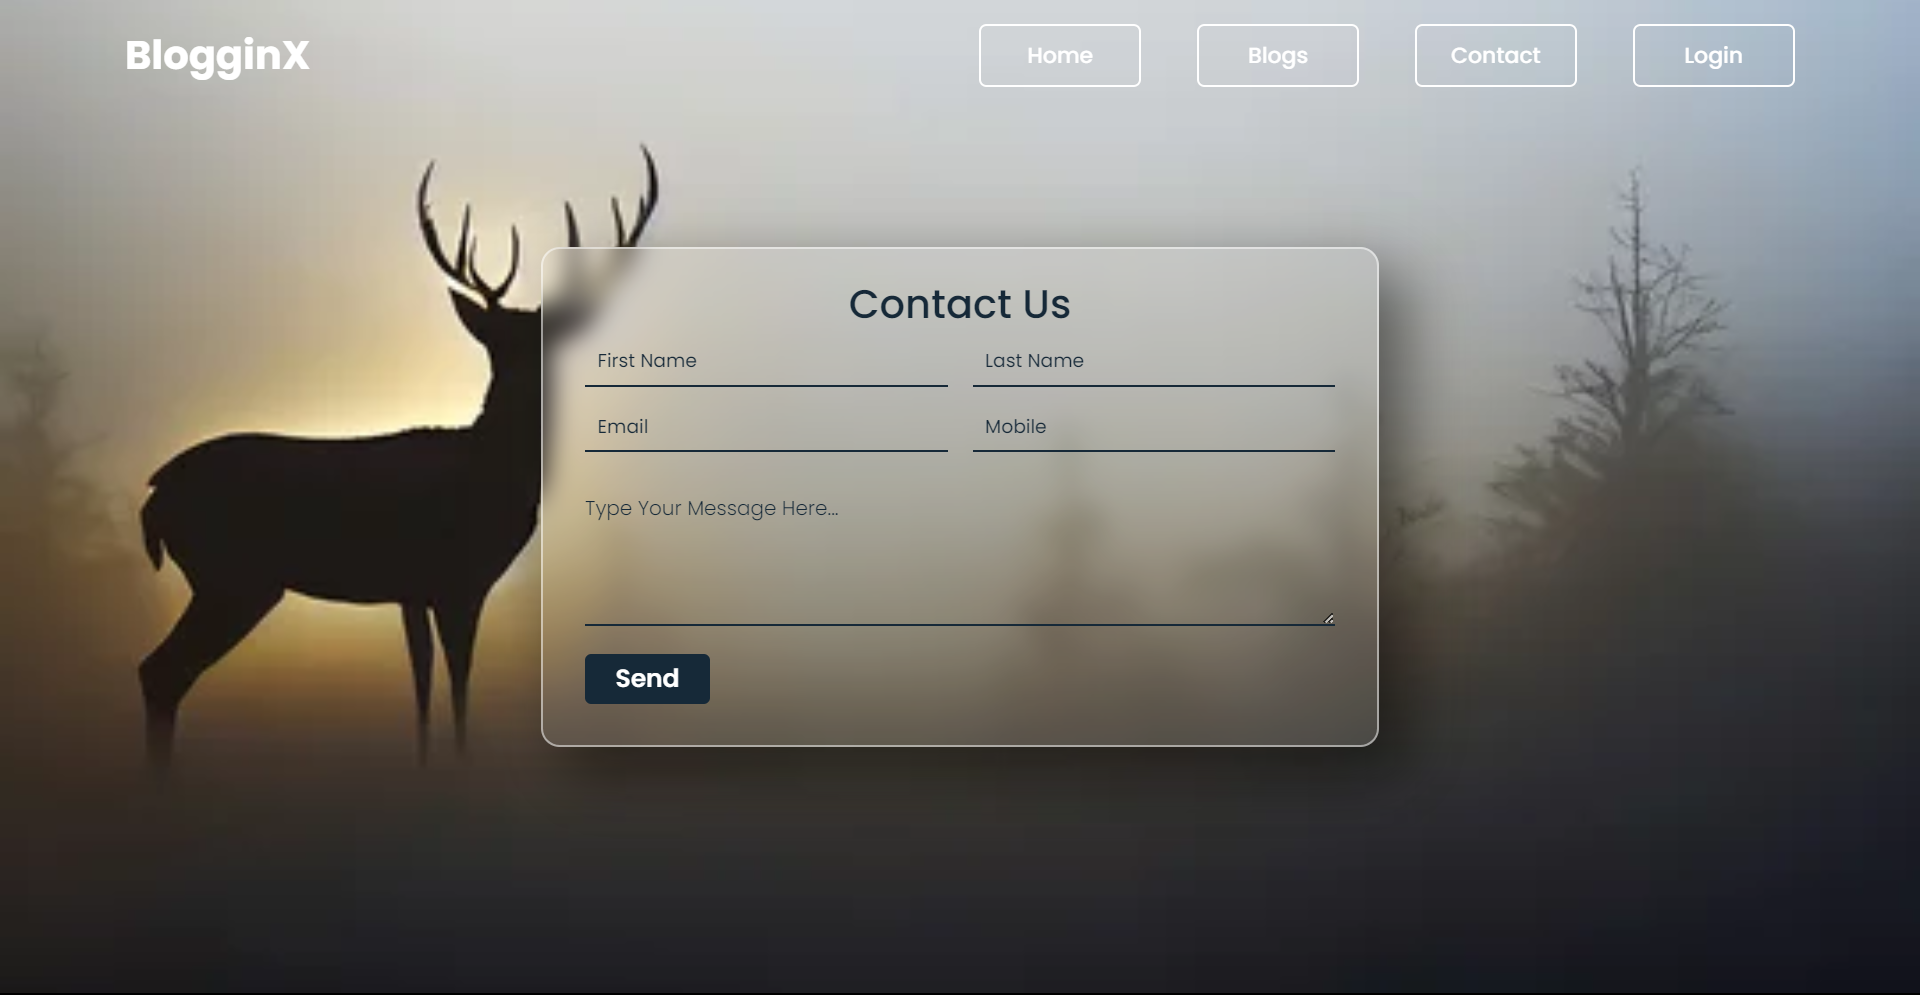 BlogginX
Home
Blogs
Contact
Login
Contact Us
First Name
Last Name
Email
Mobile
Type Your Message Here...
Send